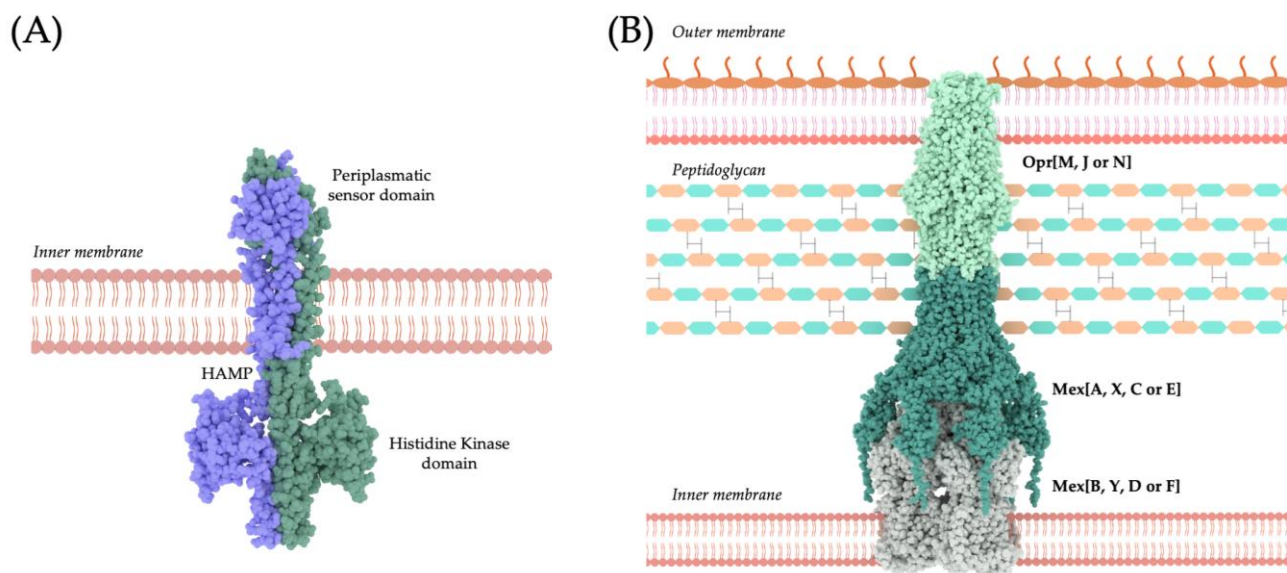 (A)
Periplasmatic
sensor domain
Inner membrane
HAMP
Histidine Kinase
domain
(B)
Outer membrane
Peptidoglycan
Opr[M, J or N]
Mex[A, X, C or E]
Mex[B, Y, D or F]
Inner membrane